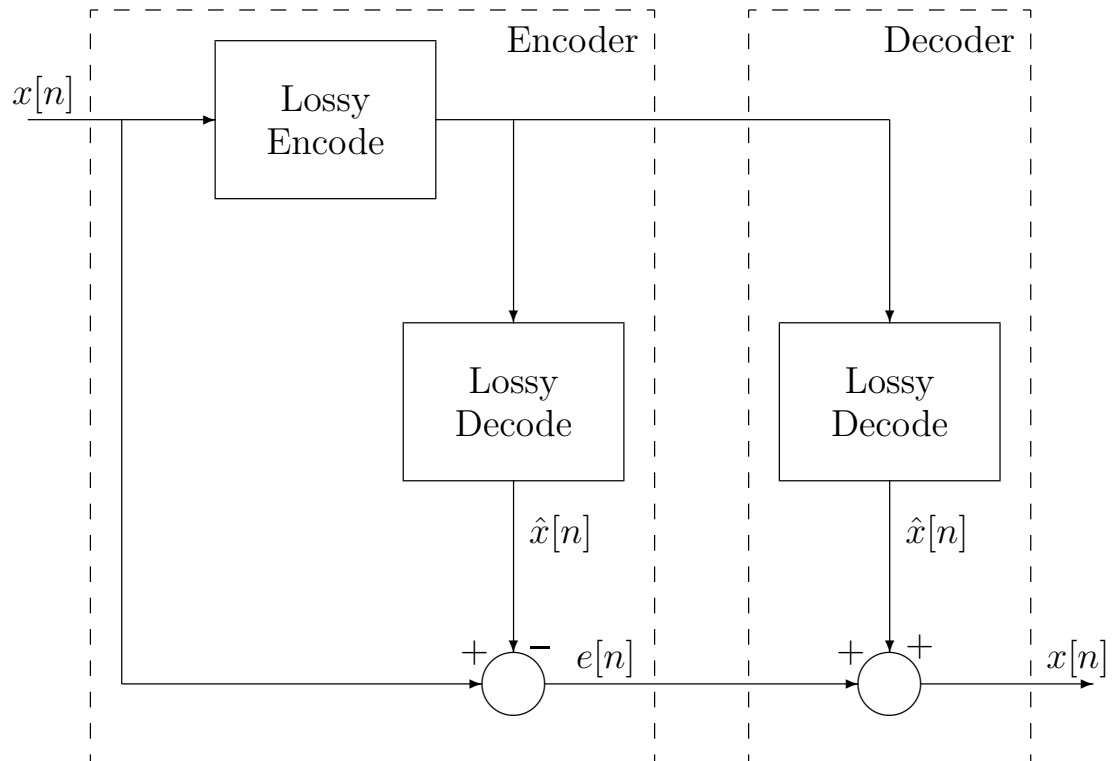 Encoder
Decoder
x[n]
Lossy
Encode
Lossy
Decode
Lossy
Decode
x̂[n]
x̂[n]
+
−
e[n]
+
+
x[n]